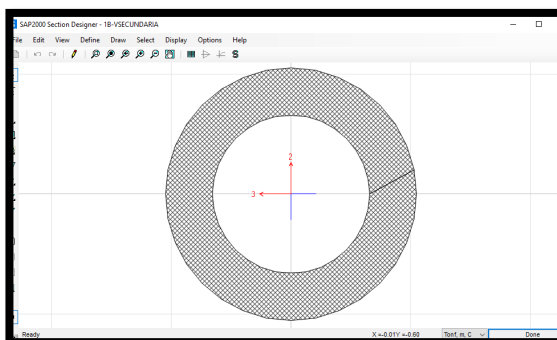 SAP2000 Section Designer - 1B-VSECUNDARIA
File Edit View Define Draw Select Display Options Help
2
3
Ready X =-0.01Y =-0.60 Tonf, m, C Done